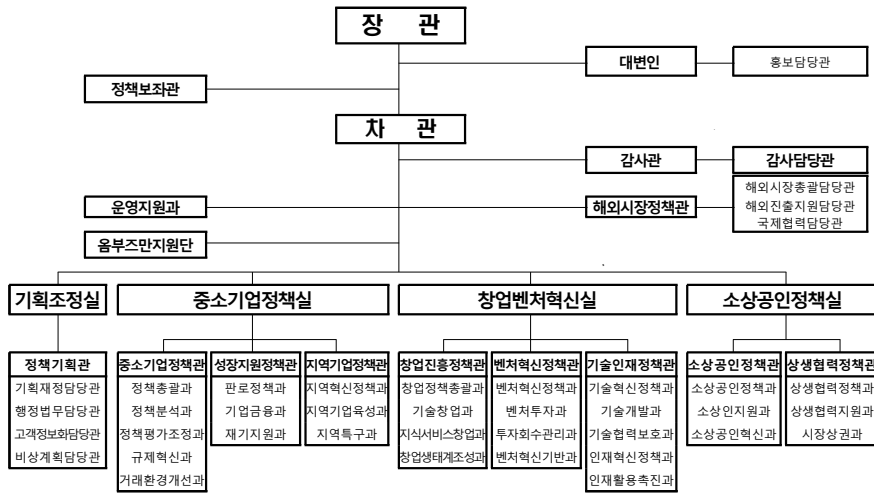 장 관
대변인
홍보담당관
정책보좌관
차 관
감사관
감사담당관
운영지원과
해외시장정책관
해외시장총괄담당관
해외진출지원담당관
국제협력담당관
옴부즈만지원단
기획조정실
중소기업정책실
창업벤처혁신실
소상공인정책실
정책기획관
기획재정담당관
행정법무담당관
고객정보화담당관
비상계획담당관
중소기업정책관
정책총괄과
정책분석과
정책평가조정과
규제혁신과
거래환경개선과
성장지원정책관
판로정책과
기업금융과
재기지원과
지역기업정책관
지역혁신정책과
지역기업육성과
지역특구과
창업진흥정책관
창업정책총괄과
기술창업과
지식서비스창업과
창업생태계조성과
벤처혁신정책관
벤처혁신정책과
벤처투자과
투자회수관리과
벤처혁신기반과
기술인재정책관
기술혁신정책과
기술개발과
기술협력보호과
인재혁신정책과
인재활용촉진과
소상공인정책관
소상공인정책과
소상인지원과
소상공인혁신과
상생협력정책관
상생협력정책과
상생협력지원과
시장상권과